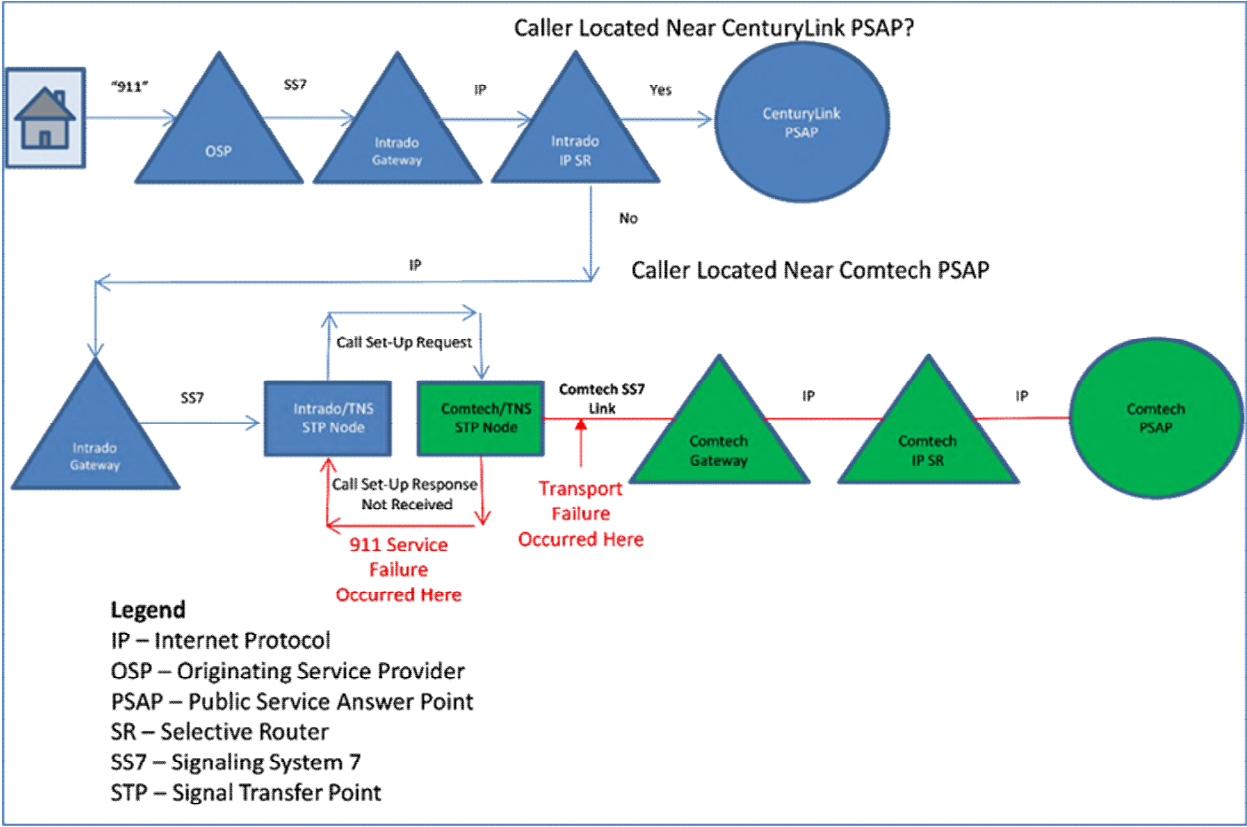 Caller Located Near CenturyLink PSAP?
"911"
SS7
IP
Yes
OSP
Intrado
Gateway
Intrado
IP SR
CenturyLink
PSAP
No
IP
Caller Located Near Comtech PSAP
Call Set-Up Request
SS7
Intrado/TNS
STP Node
Comtech/TNS
STP Node
Comtech SS7
Link
IP
IP
Intrado
Gateway
Comtech
Gateway
Comtech
IP SR
Comtech
PSAP
Call Set-Up Response
Not Received
Transport
Failure
Occurred Here
911 Service
Failure
Occurred Here
Legend
IP – Internet Protocol
OSP – Originating Service Provider
PSAP – Public Service Answer Point
SR – Selective Router
SS7 – Signaling System 7
STP – Signal Transfer Point